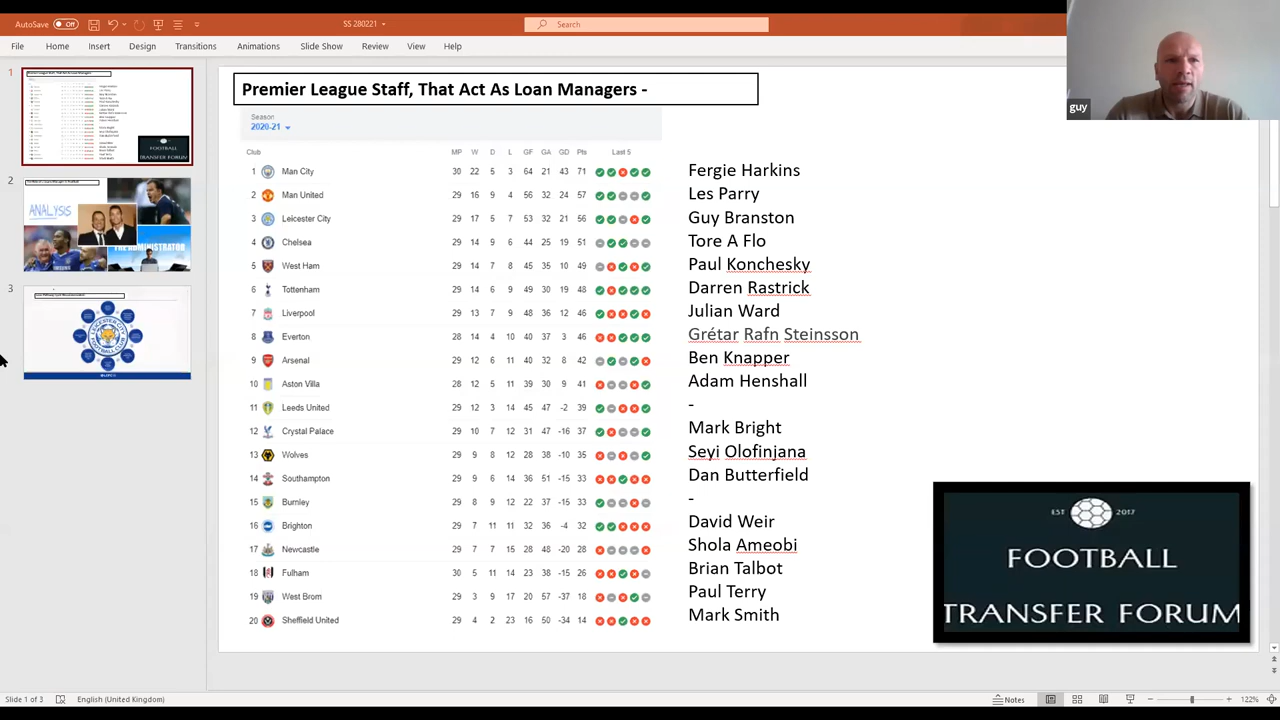 AutoSave Off
SS 280221
Search
File Home Insert Design Transitions Animations Slide Show Review View Help
guy
1
2
ANALYSIS
THE ADMINISTRATOR
3
Premier League Staff, That Act As Loan Managers -
Season
2020-21
Club MP W D L GF GA GD Pts Last 5
1 Man City 30 22 5 3 64 21 43 71 Fergie Harkins
2 Man United 29 16 9 4 56 32 24 57 Les Parry
3 Leicester City 29 17 5 7 53 32 21 56 Guy Branston
4 Chelsea 29 14 9 6 44 25 19 51 Tore A Flo
5 West Ham 29 14 7 8 45 35 10 49 Paul Konchesky
6 Tottenham 29 14 6 9 49 30 19 48 Darren Rastrick
7 Liverpool 29 13 7 9 48 36 12 46 Julian Ward
8 Everton 28 14 4 10 40 37 3 46 Grétar Rafn Steinsson
9 Arsenal 29 12 6 11 40 32 8 42 Ben Knapper
10 Aston Villa 28 12 5 11 39 30 9 41 Adam Henshall
11 Leeds United 29 12 3 14 45 47 -2 39 -
12 Crystal Palace 29 10 7 12 31 47 -16 37 Mark Bright
13 Wolves 29 9 8 12 28 38 -10 35 Seyi Olofinjana
14 Southampton 29 9 6 14 36 51 -15 33 Dan Butterfield
15 Burnley 29 8 9 12 22 37 -15 33 -
16 Brighton 29 7 11 11 32 36 -4 32 David Weir
17 Newcastle 29 7 7 15 28 48 -20 28 Shola Ameobi
18 Fulham 30 5 11 14 23 38 -15 26 Brian Talbot
19 West Brom 29 3 9 17 20 57 -37 18 Paul Terry
20 Sheffield United 29 4 2 23 16 50 -34 14 Mark Smith
EST 2017
FOOTBALL
TRANSFER FORUM
Slide 1 of 3 English (United Kingdom) Notes 122%